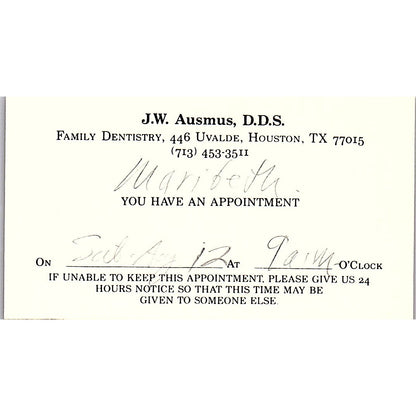 J.W. Ausmus, D.D.S.
Family Dentistry, 446 Uvalde, Houston, TX 77015
(713) 453-3511
Maribeth
YOU HAVE AN APPOINTMENT
On Sat. 12 At 9 a.m. O'Clock
IF UNABLE TO KEEP THIS APPOINTMENT, PLEASE GIVE US 24
HOURS NOTICE SO THAT THIS TIME MAY BE
GIVEN TO SOMEONE ELSE.